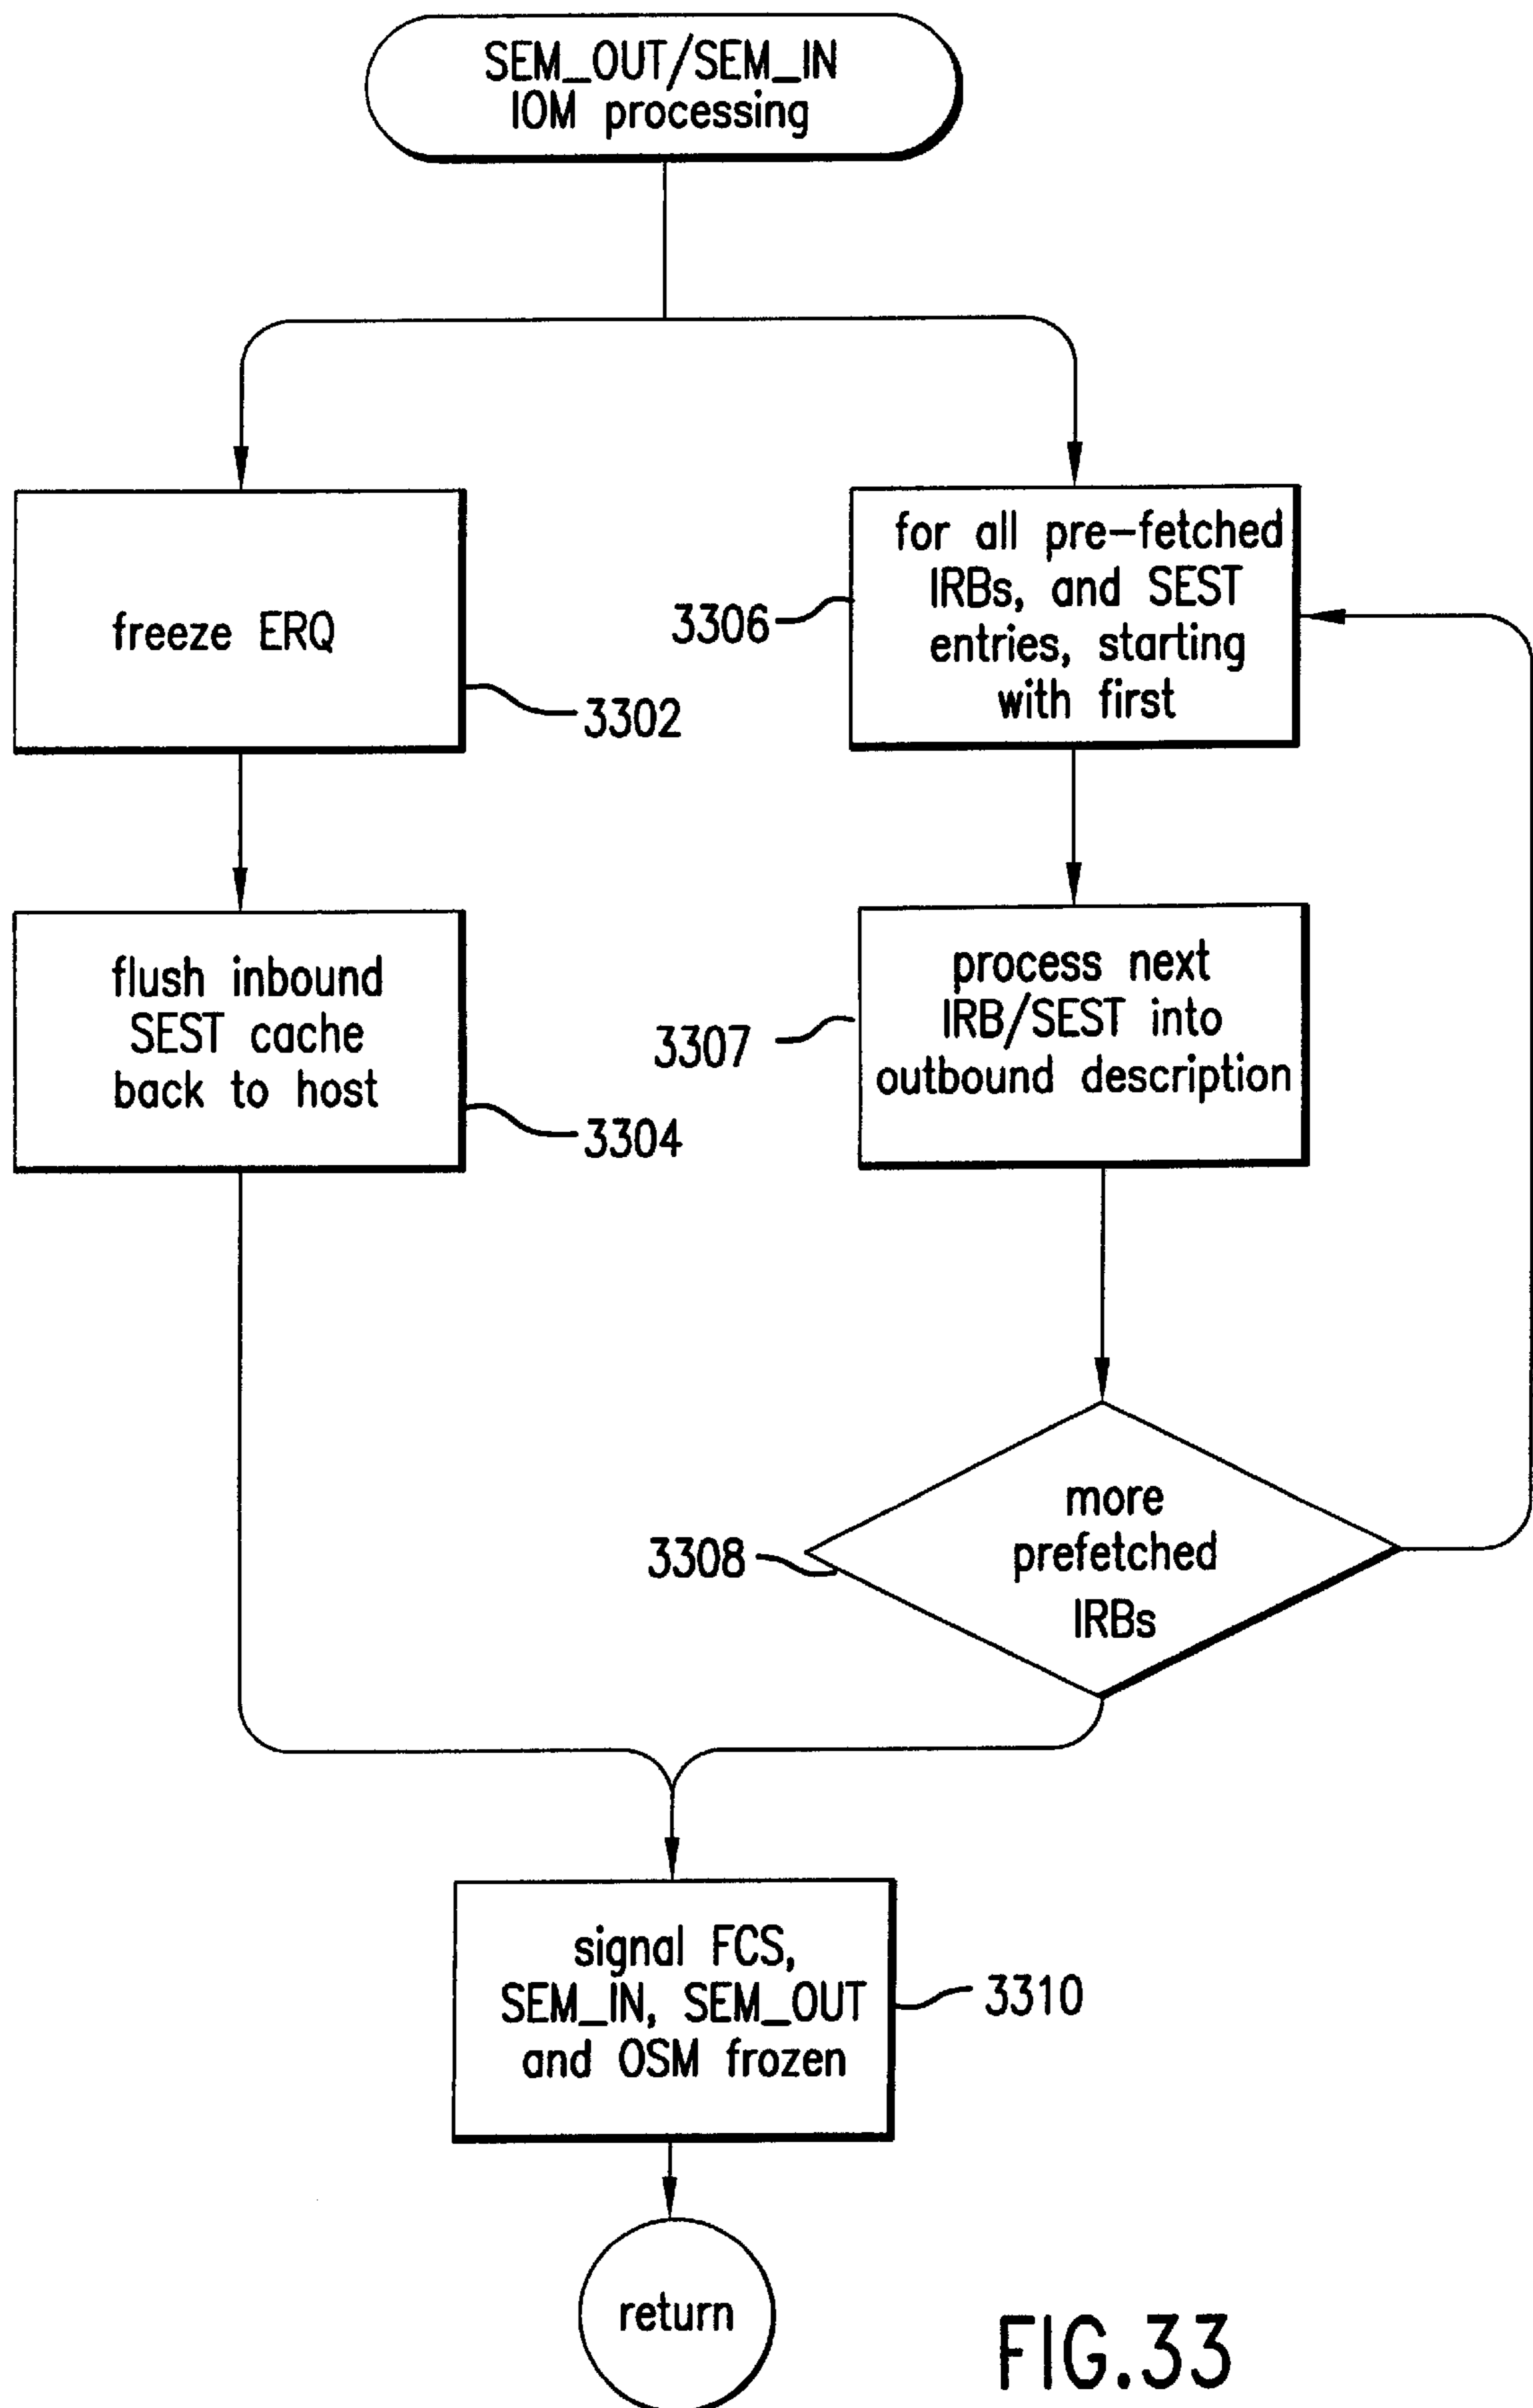 SEM_OUT/SEM_IN
IOM processing
freeze ERQ
3302
flush inbound
SEST cache
back to host
3304
for all pre-fetched
IRBs, and SEST
entries, starting
with first
3306
process next
IRB/SEST into
outbound description
3307
more
prefetched
IRBs
3308
signal FCS,
SEM_IN, SEM_OUT
and OSM frozen
3310
return
FIG.33